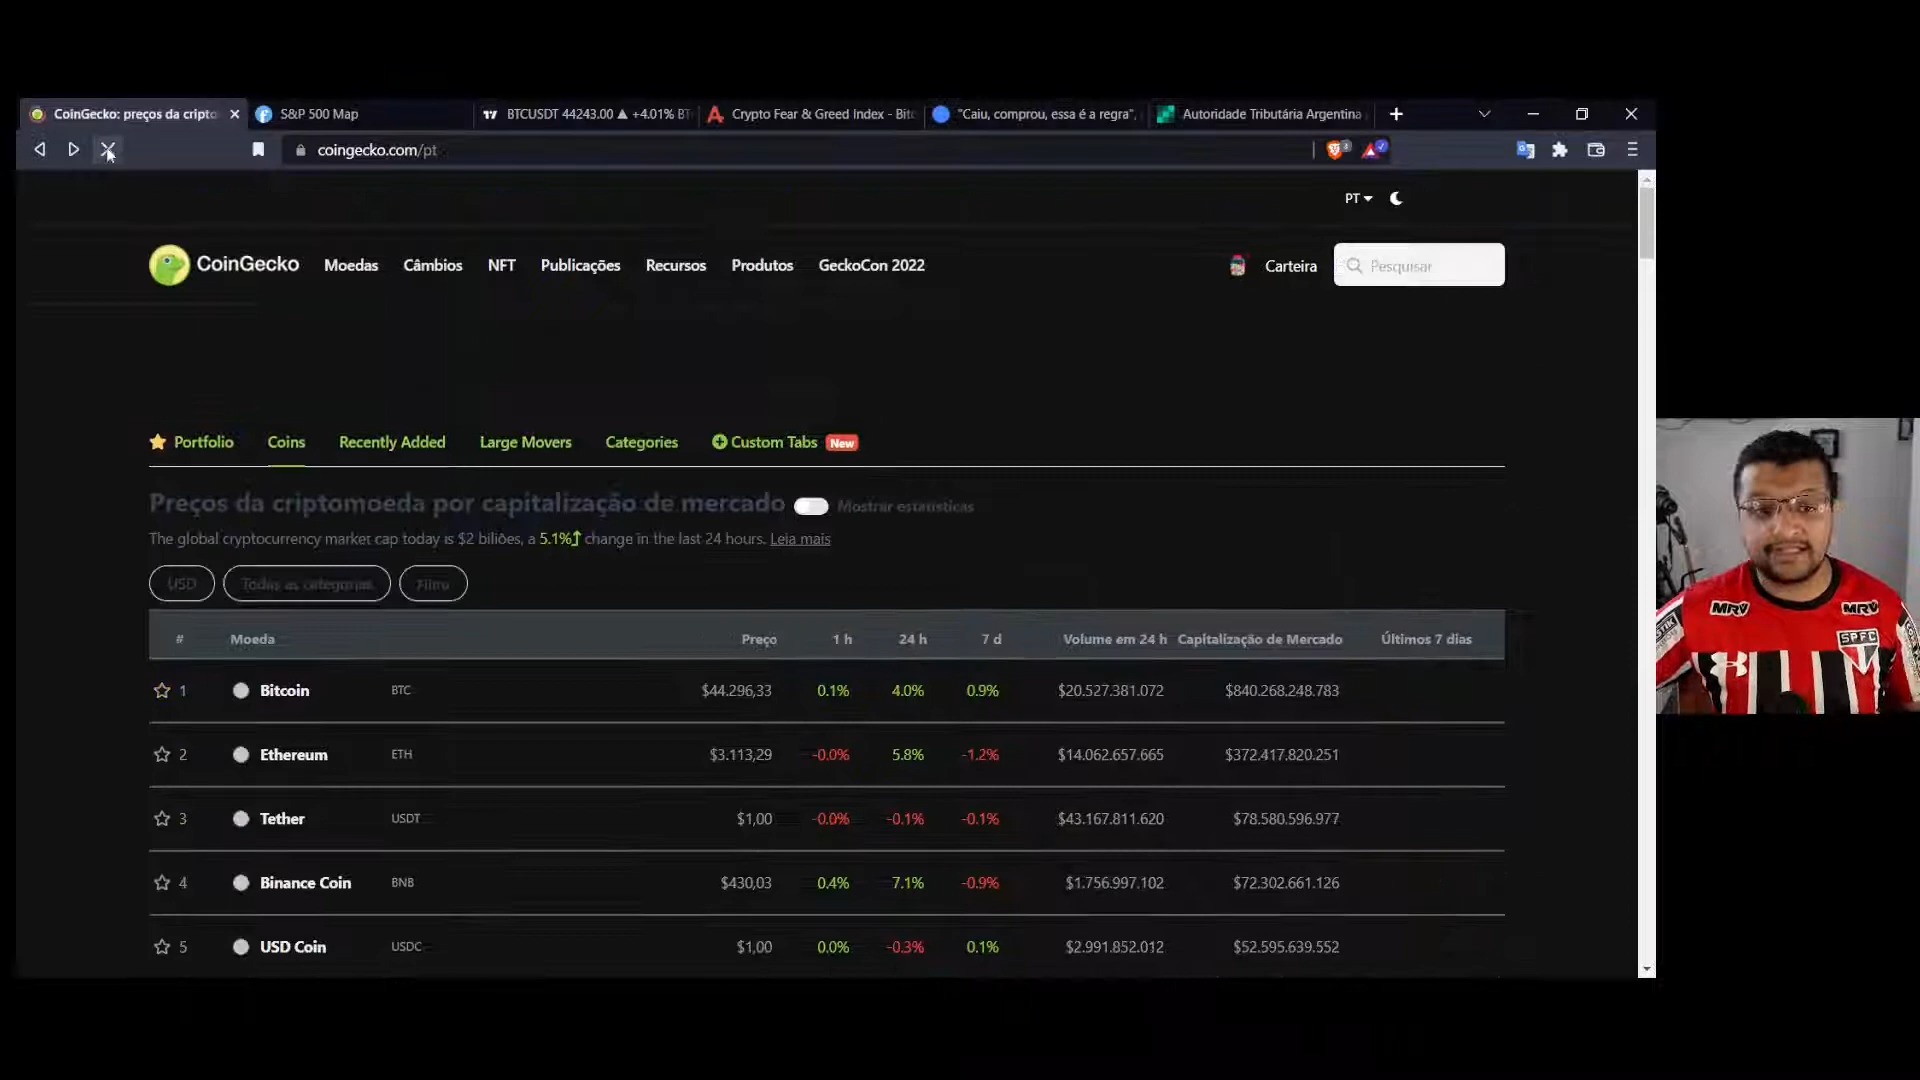 CoinGecko: preços da cripto
S&P 500 Map
BTCUSDT 44243.00 ▲ +4.01% BT
Crypto Fear & Greed Index - Bitc
"Caiu, comprou, essa é a regra",
Autoridade Tributária Argentina
coingecko.com/pt
PT
CoinGecko
Moedas
Câmbios
NFT
Publicações
Recursos
Produtos
GeckoCon 2022
Carteira
Pesquisar
Portfolio
Coins
Recently Added
Large Movers
Categories
Custom Tabs New
Preços da criptomoeda por capitalização de mercado
Mostrar estatísticas
The global cryptocurrency market cap today is $2 biliões, a 5.1% change in the last 24 hours. Leia mais
USD
Todas as categorias
Filtro
# Moeda Preço 1 h 24 h 7 d Volume em 24 h Capitalização de Mercado Últimos 7 dias
1 Bitcoin BTC $44.296,33 0.1% 4.0% 0.9% $20.527.381.072 $840.268.248.783
2 Ethereum ETH $3.113,29 -0.0% 5.8% -1.2% $14.062.657.665 $372.417.820.251
3 Tether USDT $1,00 -0.0% -0.1% -0.1% $43.167.811.620 $78.580.596.977
4 Binance Coin BNB $430,03 0.4% 7.1% -0.9% $1.756.997.102 $72.302.661.126
5 USD Coin USDC $1,00 0.0% -0.3% 0.1% $2.991.852.012 $52.595.639.552
MRV
MRV
SPFC